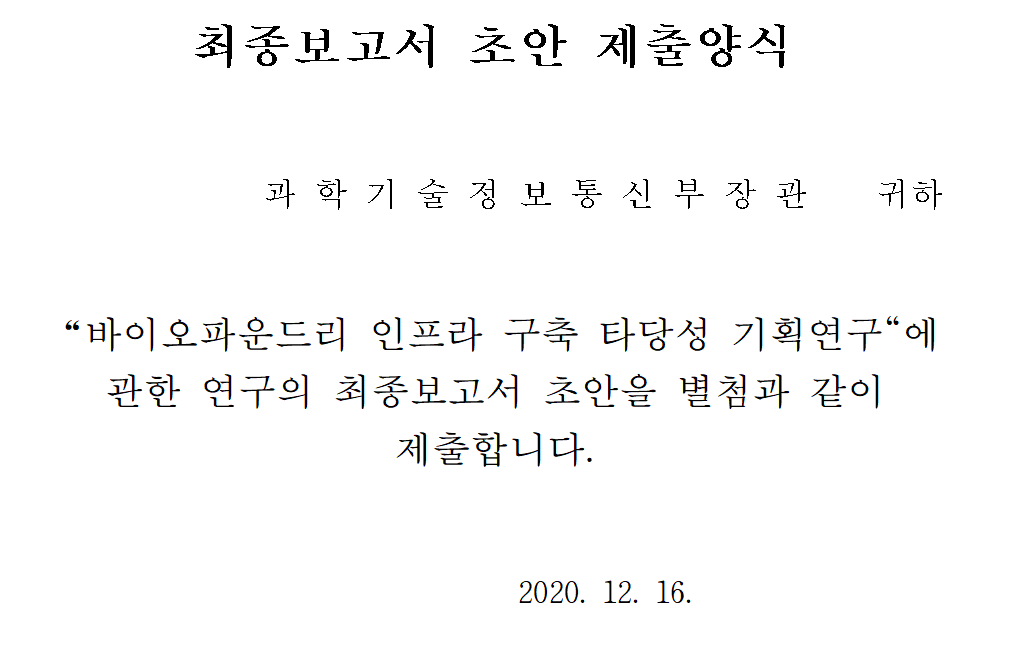 최종보고서 초안 제출양식
과 학 기 술 정 보 통 신 부 장 관 귀하
“바이오파운드리 인프라 구축 타당성 기획연구“에
관한 연구의 최종보고서 초안을 별첨과 같이
제출합니다.
2020. 12. 16.